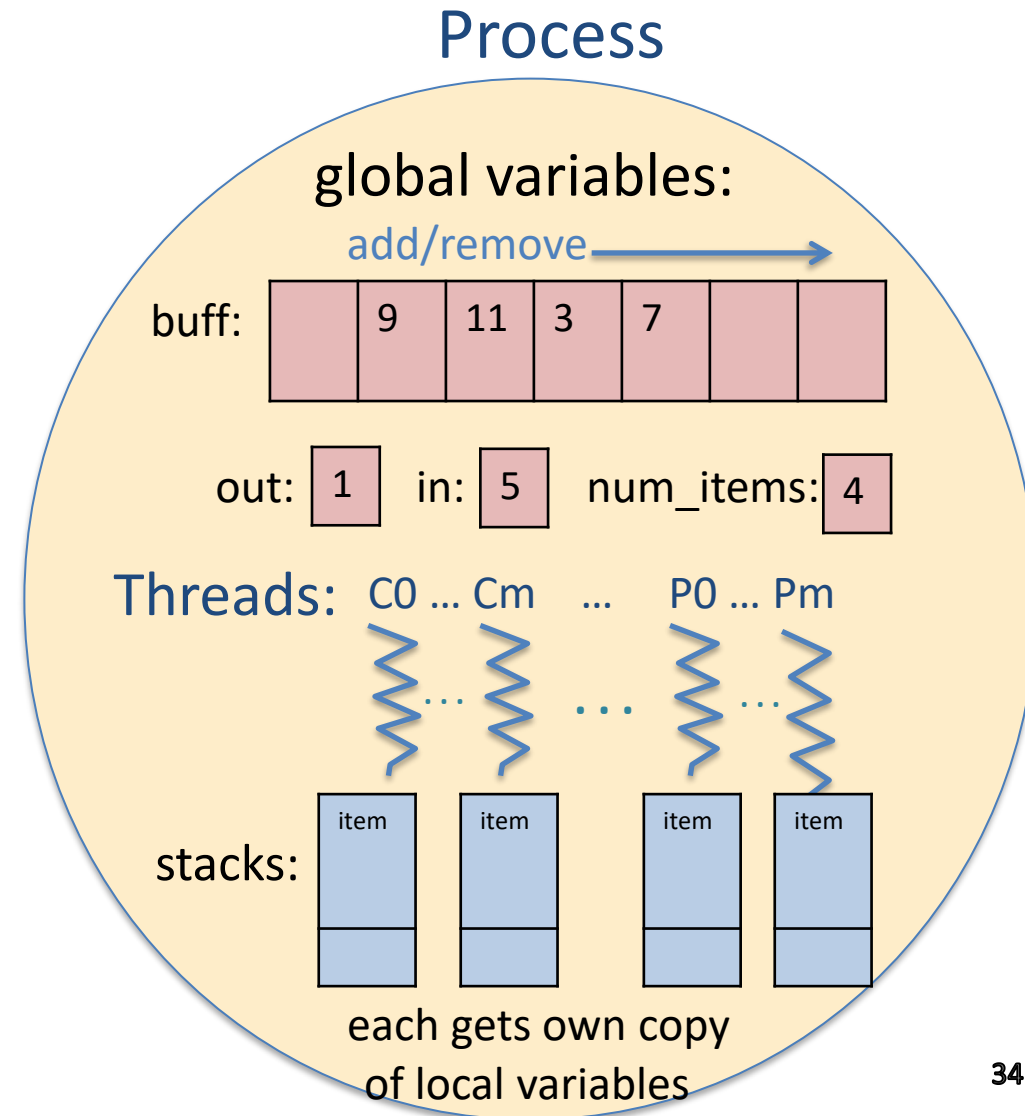 Process
global variables:
add/remove
buff: 9 11 3 7
out: 1 in: 5 num_items: 4
Threads: C0 ... Cm ... P0 ... Pm
... ... ...
item item item item
stacks:
each gets own copy
of local variables
34